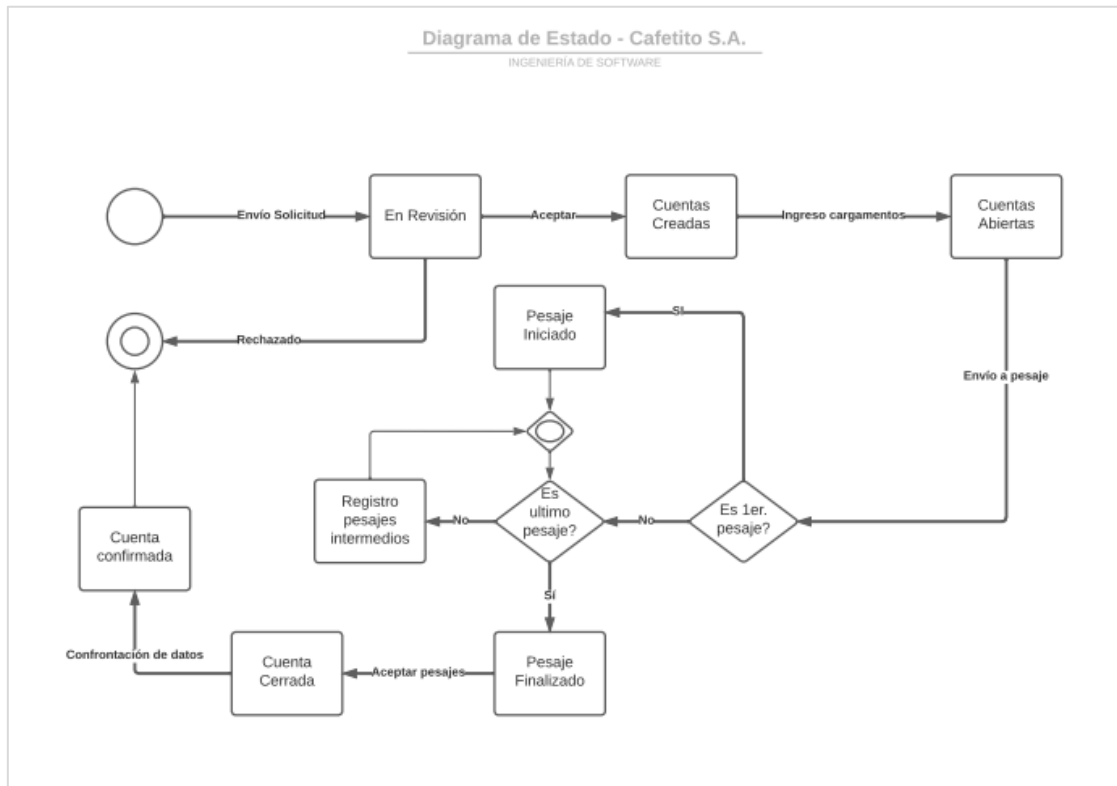 Diagrama de Estado - Cafetito S.A.
INGENIERÍA DE SOFTWARE
Envío Solicitud
En Revisión
Aceptar
Cuentas
Creadas
Ingreso cargamentos
Cuentas
Abiertas
Rechazado
Pesaje
Iniciado
SI
Envío a pesaje
Registro
pesajes
intermedios
No
Es
ultimo
pesaje?
No
Es 1er.
pesaje?
Cuenta
confirmada
Sí
Confrontación de datos
Cuenta
Cerrada
Aceptar pesajes
Pesaje
Finalizado